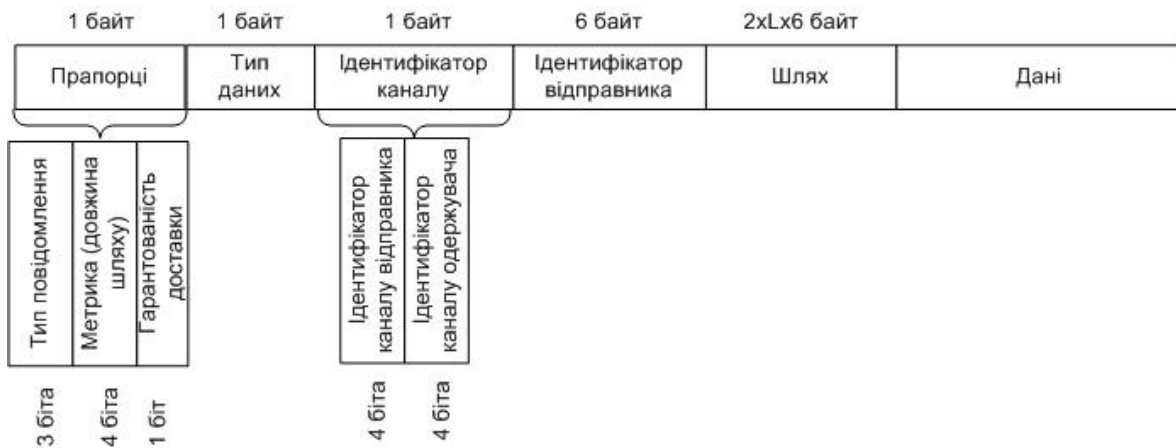 1 байт
1 байт
1 байт
6 байт
2xLx6 байт
Прапорці
Тип
даних
Ідентифікатор
каналу
Ідентифікатор
відправника
Шлях
Дані
Тип повідомлення
Метрика (довжина
шляху)
Гарантованість
доставки
Ідентифікатор
каналу відправника
Ідентифікатор
каналу одержувача
3 біта
4 біта
1 біт
4 біта
4 біта